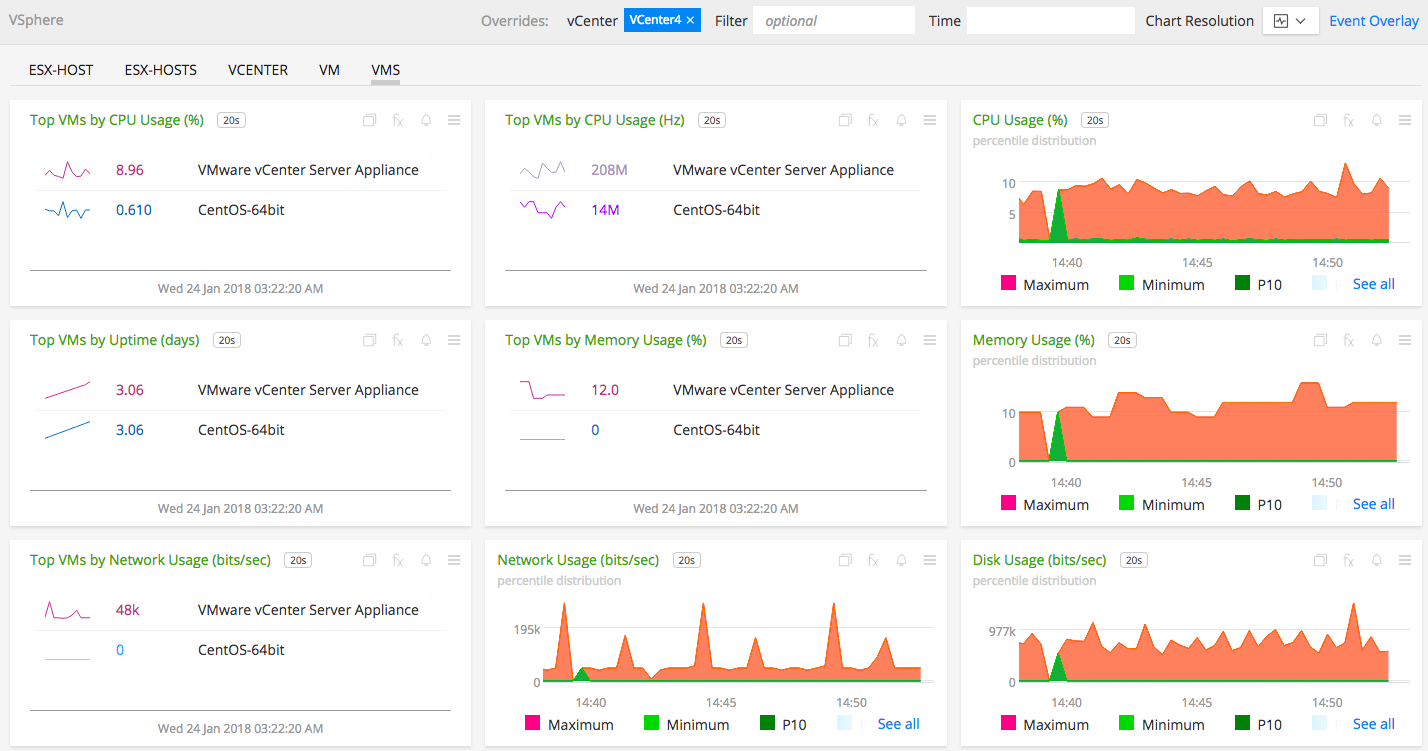 VSphere Overrides: vCenter VCenter4 × Filter optional Time Chart Resolution Event Overlay
ESX-HOST ESX-HOSTS VCENTER VM VMS
Top VMs by CPU Usage (%) 20s fx
8.96 VMware vCenter Server Appliance
0.610 CentOS-64bit
Wed 24 Jan 2018 03:22:20 AM
Top VMs by CPU Usage (Hz) 20s fx
208M VMware vCenter Server Appliance
14M CentOS-64bit
Wed 24 Jan 2018 03:22:20 AM
CPU Usage (%) 20s fx
percentile distribution
10
5
14:40 14:45 14:50
Maximum Minimum P10 See all
Top VMs by Uptime (days) 20s fx
3.06 VMware vCenter Server Appliance
3.06 CentOS-64bit
Wed 24 Jan 2018 03:22:20 AM
Top VMs by Memory Usage (%) 20s fx
12.0 VMware vCenter Server Appliance
0 CentOS-64bit
Wed 24 Jan 2018 03:22:20 AM
Memory Usage (%) 20s fx
percentile distribution
10
0
14:40 14:45 14:50
Maximum Minimum P10 See all
Top VMs by Network Usage (bits/sec) 20s fx
48k VMware vCenter Server Appliance
0 CentOS-64bit
Wed 24 Jan 2018 03:22:20 AM
Network Usage (bits/sec) 20s fx
percentile distribution
195k
0
14:40 14:45 14:50
Maximum Minimum P10 See all
Disk Usage (bits/sec) 20s fx
percentile distribution
977k
0
14:40 14:45 14:50
Maximum Minimum P10 See all